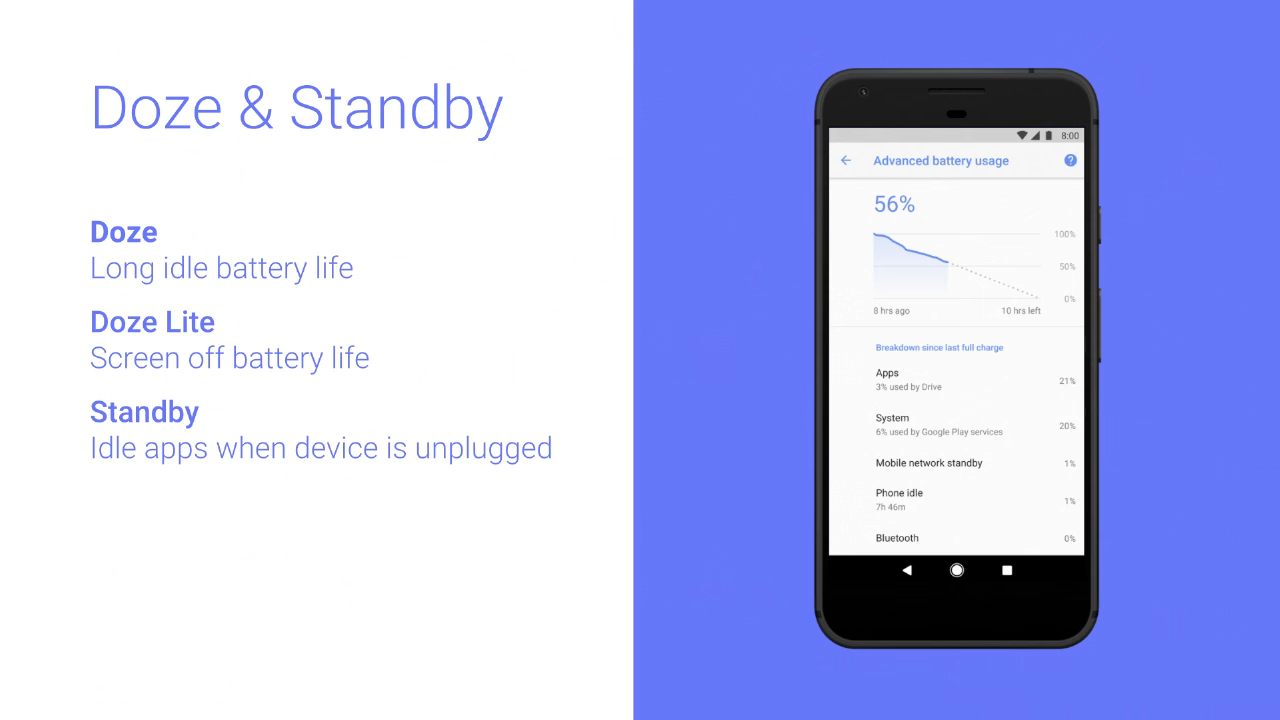 Doze & Standby
Doze
Long idle battery life
Doze Lite
Screen off battery life
Standby
Idle apps when device is unplugged
8:00
Advanced battery usage
?
56%
100%
50%
0%
8 hrs ago
10 hrs left
Breakdown since last full charge
Apps
3% used by Drive
21%
System
6% used by Google Play services
20%
Mobile network standby
1%
Phone idle
7h 46m
1%
Bluetooth
0%